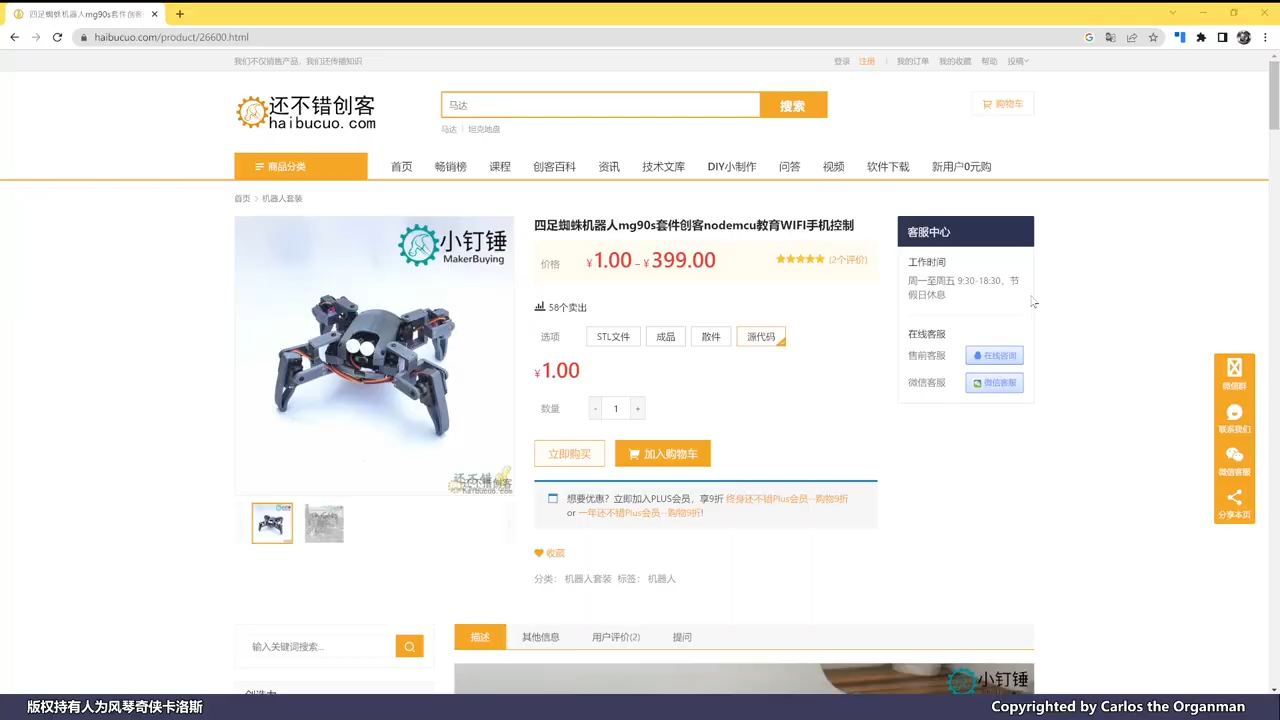 四足蜘蛛机器人mg90s套件创客
haibucuo.com/product/26600.html
我们不仅销售产品，我们还传播知识
登录 注册 | 我的订单 我的收藏 帮助 投稿
还不错创客
haibucuo.com
马达
搜索
购物车
马达 | 坦克地盘
商品分类
首页 畅销榜 课程 创客百科 资讯 技术文库 DIY小制作 问答 视频 软件下载 新用户0元购
首页 > 机器人套装
小钉锤
MakerBuying
还不错创客
haibucuo.com
四足蜘蛛机器人mg90s套件创客nodemcu教育WIFI手机控制
价格 ¥1.00 – ¥399.00 (2个评价)
58个卖出
选项 STL文件 成品 散件 源代码
¥1.00
数量 - 1 +
立即购买 加入购物车
想要优惠？立即加入PLUS会员，享9折 终身还不错Plus会员--购物9折
or 一年还不错Plus会员--购物9折!
收藏
分类： 机器人套装 标签： 机器人
客服中心
工作时间
周一至周五 9:30-18:30，节
假日休息
在线客服
售前客服 在线咨询
微信客服 微信客服
微信群
联系我们
微信客服
分享本页
输入关键词搜索...
描述 其他信息 用户评价(2) 提问
小钉锤
版权持有人为风琴奇侠卡洛斯
Copyrighted by Carlos the Organman